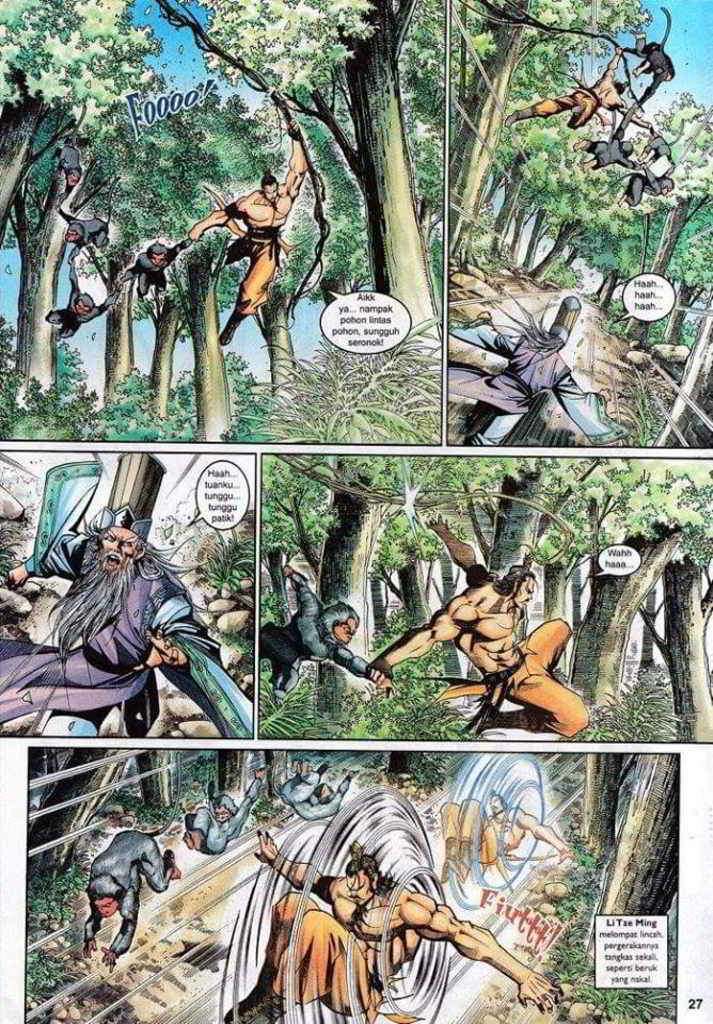 Foooo!
Aikk
ya... nampak
pohon lintas
pohon, sungguh
seronok!
Haah...
haah...
haah...
Haah...
tuanku...
tunggu...
tunggu
patik!
Wahh
haaa...
Li Tze Ming
melompat lincah,
pergerakannya
tangkas sekali,
seperti beruk
yang nakal.
27